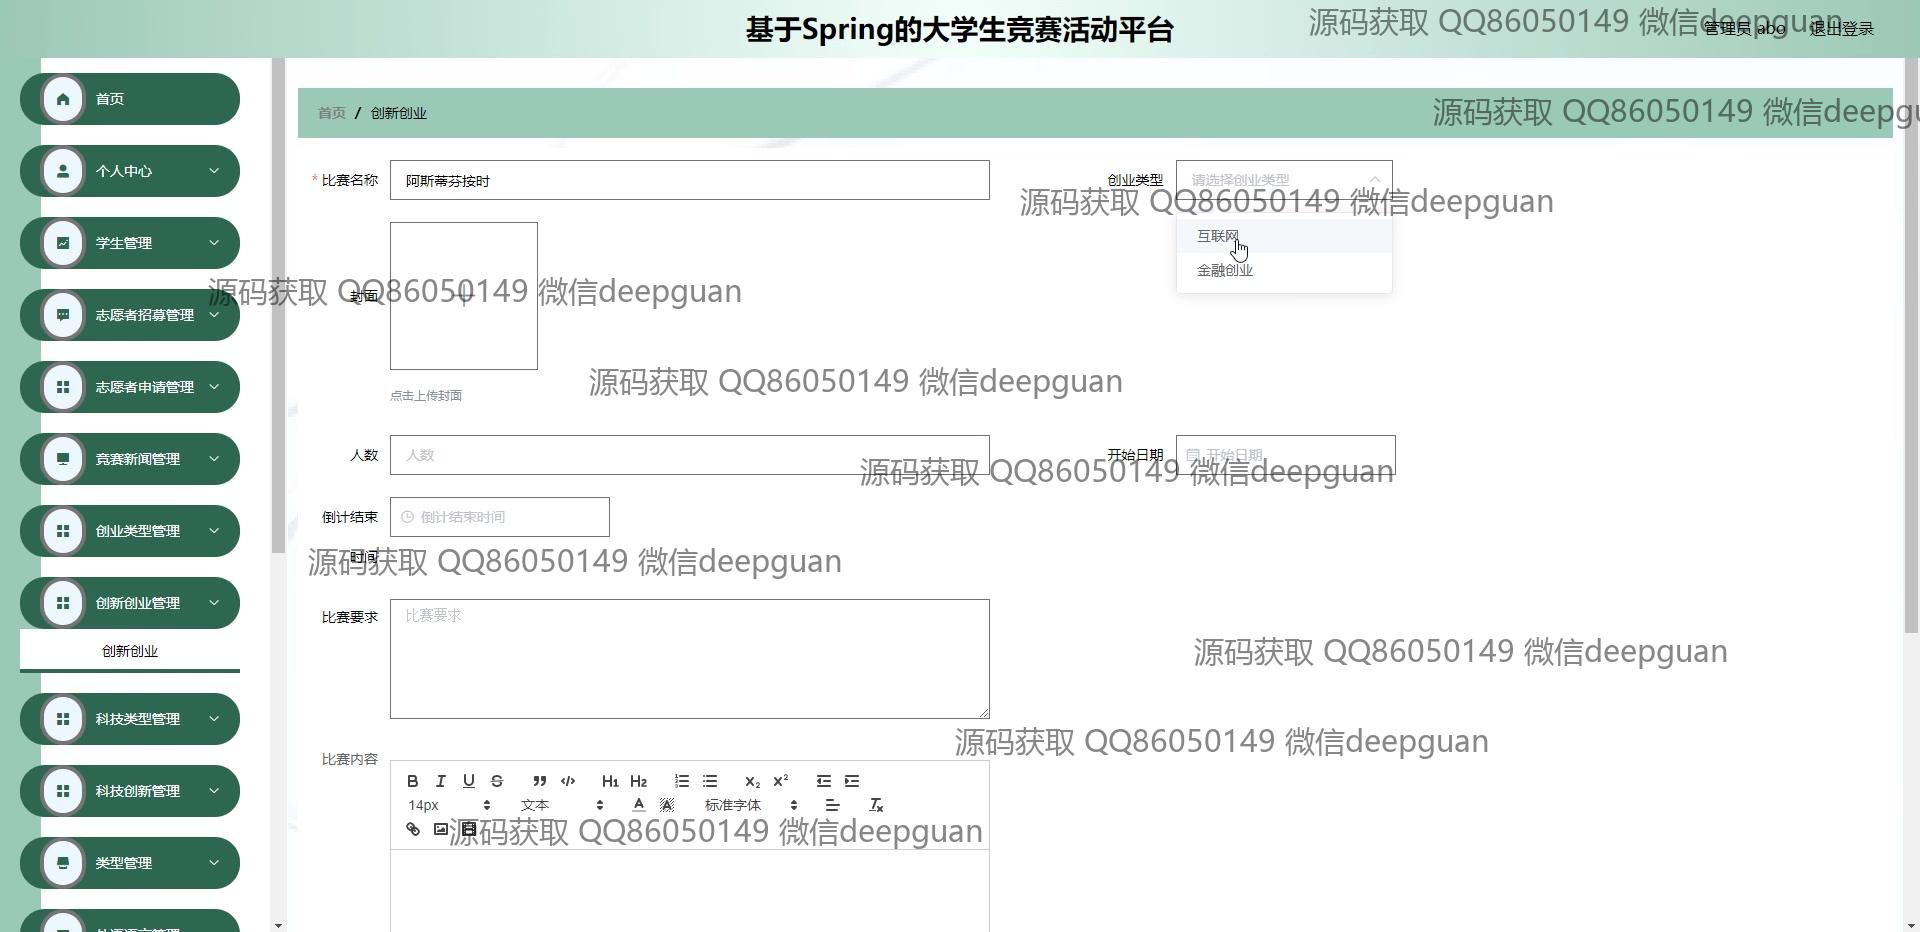 基于Spring的大学生竞赛活动平台
源码获取 QQ86050149 微信deepguan
管理员 abo
退出登录
首页
首页 / 创新创业
源码获取 QQ86050149 微信deepgu
个人中心
* 比赛名称
阿斯蒂芬按时
创业类型
请选择创业类型
源码获取 QQ86050149 微信deepguan
互联网
金融创业
学生管理
封面
源码获取 QQ86050149 微信deepguan
志愿者招募管理
志愿者申请管理
点击上传封面
源码获取 QQ86050149 微信deepguan
竞赛新闻管理
人数
人数
开始日期
开始日期
源码获取 QQ86050149 微信deepguan
创业类型管理
倒计结束
时间
倒计结束时间
源码获取 QQ86050149 微信deepguan
创新创业管理
比赛要求
比赛要求
创新创业
源码获取 QQ86050149 微信deepguan
科技类型管理
源码获取 QQ86050149 微信deepguan
比赛内容
科技创新管理
B I U S H1 H2 X2 X2
14px 文本 A A 标准字体 Tx
源码获取 QQ86050149 微信deepguan
类型管理